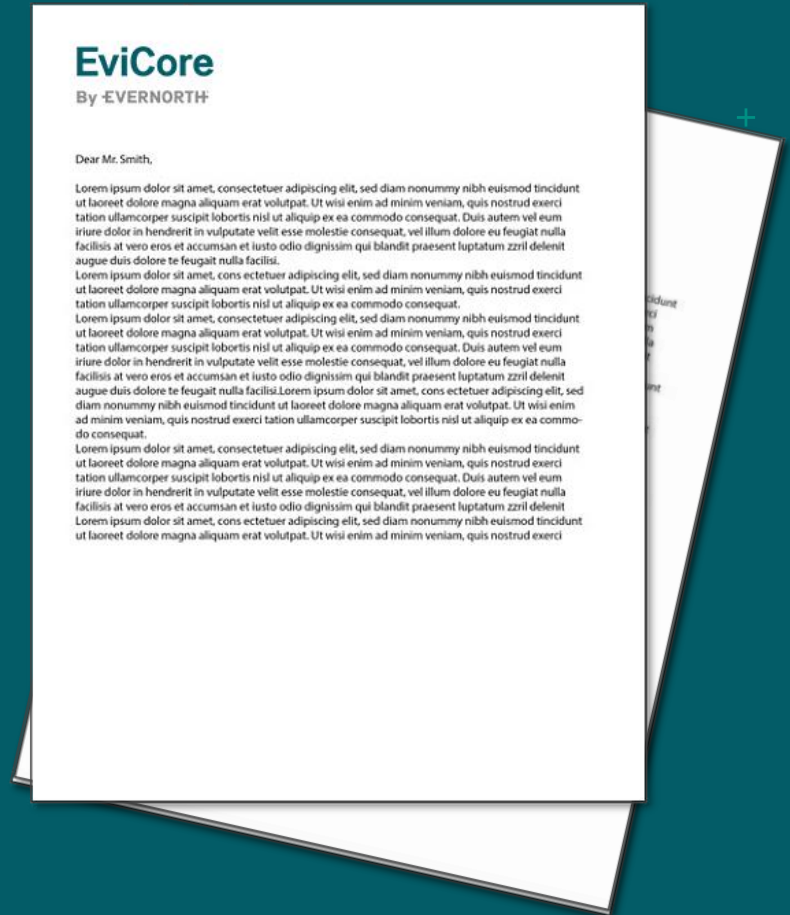 EviCore
By EVERNORTH
Dear Mr. Smith,
Lorem ipsum dolor sit amet, consectetuer adipiscing elit, sed diam nonummy nibh euismod tincidunt
ut laoreet dolore magna aliquam erat volutpat. Ut wisi enim ad minim veniam, quis nostrud exerci
tation ullamcorper suscipit lobortis nisl ut aliquip ex ea commodo consequat. Duis autem vel eum
iriure dolor in hendrerit in vulputate velit esse molestie consequat, vel illum dolore eu feugiat nulla
facilisis at vero eros et accumsan et iusto odio dignissim qui blandit praesent luptatum zzril delenit
augue duis dolore te feugait nulla facilisi.
Lorem ipsum dolor sit amet, cons ectetuer adipiscing elit, sed diam nonummy nibh euismod tincidunt
ut laoreet dolore magna aliquam erat volutpat. Ut wisi enim ad minim veniam, quis nostrud exerci
tation ullamcorper suscipit lobortis nisl ut aliquip ex ea commodo consequat.
Lorem ipsum dolor sit amet, consectetuer adipiscing elit, sed diam nonummy nibh euismod tincidunt
ut laoreet dolore magna aliquam erat volutpat. Ut wisi enim ad minim veniam, quis nostrud exerci
tation ullamcorper suscipit lobortis nisl ut aliquip ex ea commodo consequat. Duis autem vel eum
iriure dolor in hendrerit in vulputate velit esse molestie consequat, vel illum dolore eu feugiat nulla
facilisis at vero eros et accumsan et iusto odio dignissim qui blandit praesent luptatum zzril delenit
augue duis dolore te feugait nulla facilisi.Lorem ipsum dolor sit amet, cons ectetuer adipiscing elit, sed
diam nonummy nibh euismod tincidunt ut laoreet dolore magna aliquam erat volutpat. Ut wisi enim
ad minim veniam, quis nostrud exerci tation ullamcorper suscipit lobortis nisl ut aliquip ex ea commo-
do consequat.
Lorem ipsum dolor sit amet, consectetuer adipiscing elit, sed diam nonummy nibh euismod tincidunt
ut laoreet dolore magna aliquam erat volutpat. Ut wisi enim ad minim veniam, quis nostrud exerci
tation ullamcorper suscipit lobortis nisl ut aliquip ex ea commodo consequat. Duis autem vel eum
iriure dolor in hendrerit in vulputate velit esse molestie consequat, vel illum dolore eu feugiat nulla
facilisis at vero eros et accumsan et iusto odio dignissim qui blandit praesent luptatum zzril delenit
Lorem ipsum dolor sit amet, cons ectetuer adipiscing elit, sed diam nonummy nibh euismod tincidunt
ut laoreet dolore magna aliquam erat volutpat. Ut wisi enim ad minim veniam, quis nostrud exerci